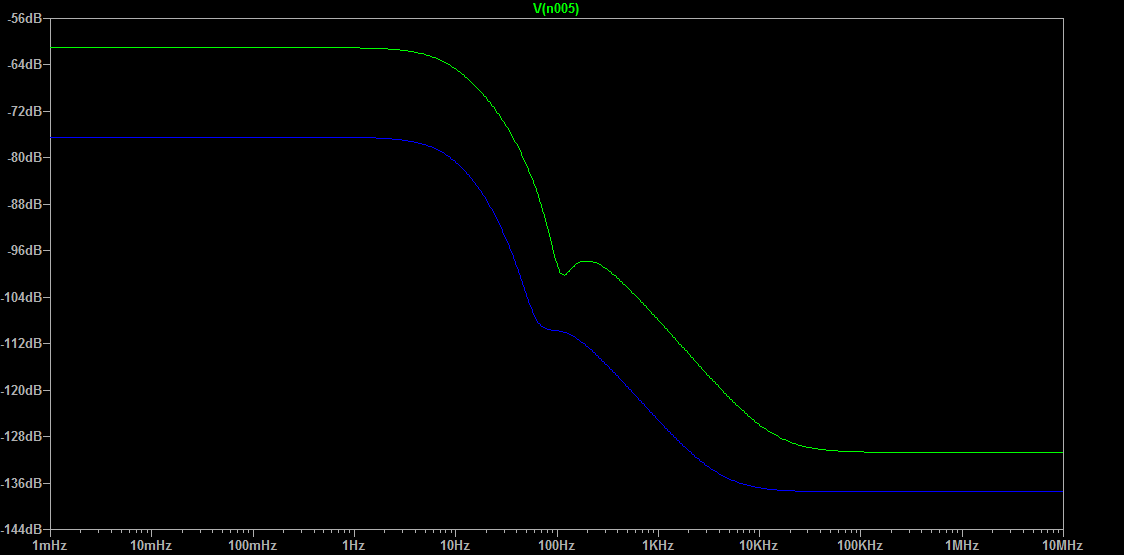 V(n005)
-56dB
-64dB
-72dB
-80dB
-88dB
-96dB
-104dB
-112dB
-120dB
-128dB
-136dB
-144dB
1mHz 10mHz 100mHz 1Hz 10Hz 100Hz 1KHz 10KHz 100KHz 1MHz 10MHz